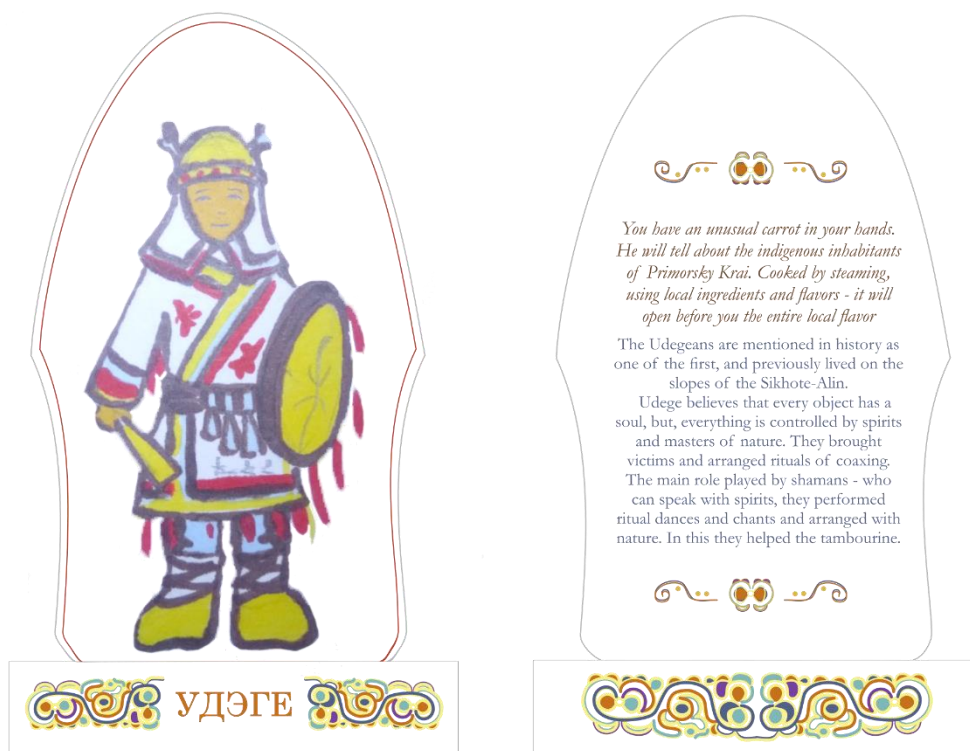 УДЭГЕ
You have an unusual carrot in your hands.
He will tell about the indigenous inhabitants
of Primorsky Krai. Cooked by steaming,
using local ingredients and flavors - it will
open before you the entire local flavor
The Udegeans are mentioned in history as
one of the first, and previously lived on the
slopes of the Sikhote-Alin.
Udege believes that every object has a
soul, but, everything is controlled by spirits
and masters of nature. They brought
victims and arranged rituals of coaxing.
The main role played by shamans - who
can speak with spirits, they performed
ritual dances and chants and arranged with
nature. In this they helped the tambourine.